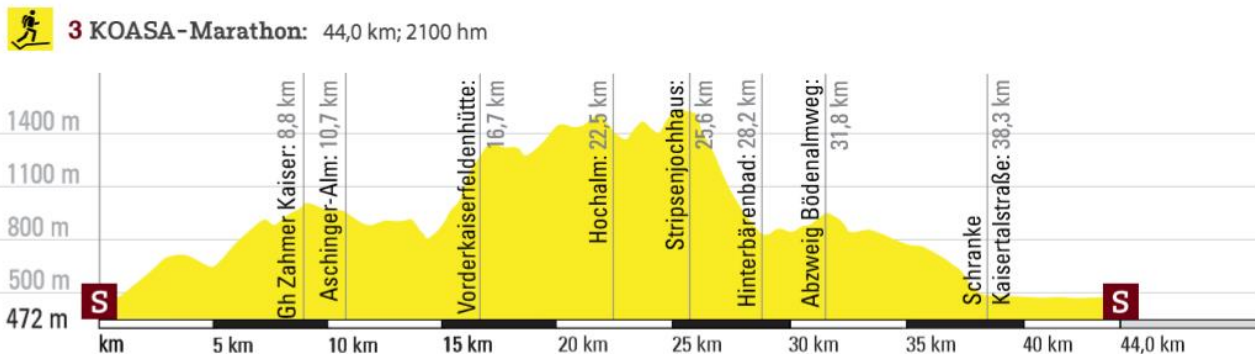 3 KOASA-Marathon: 44,0 km; 2100 hm
1400 m
1100 m
800 m
500 m
472 m
S
Gh Zahmer Kaiser: 8,8 km
Aschinger-Alm: 10,7 km
Vorderkaiserfeldenhütte:
16,7 km
Hochalm: 22,5 km
Stripsenjochhaus:
25,6 km
Hinterbärenbad: 28,2 km
Abzweig Bödenalmweg:
31,8 km
Schranke
Kaisertalstraße: 38,3 km
S
km
5 km
10 km
15 km
20 km
25 km
30 km
35 km
40 km
44,0 km